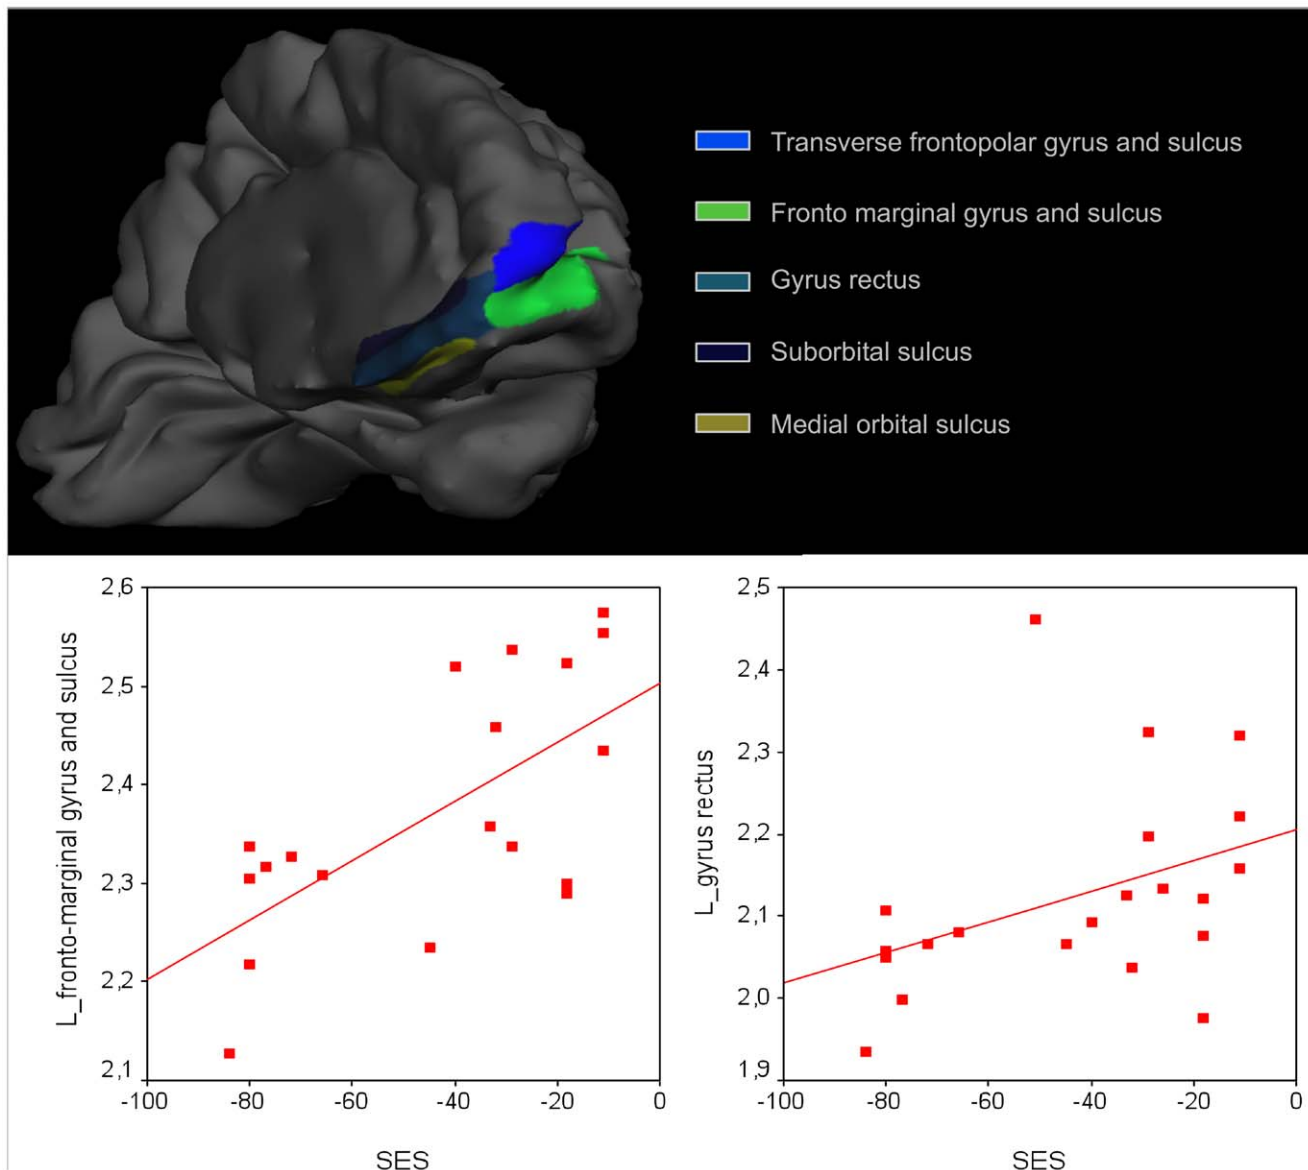 Transverse frontopolar gyrus and sulcus
Fronto marginal gyrus and sulcus
Gyrus rectus
Suborbital sulcus
Medial orbital sulcus
L_fronto-marginal gyrus and sulcus
2,6
2,5
2,4
2,3
2,2
2,1
-100 -80 -60 -40 -20 0
SES
L_gyrus rectus
2,5
2,4
2,3
2,2
2,1
2,0
1,9
-100 -80 -60 -40 -20 0
SES